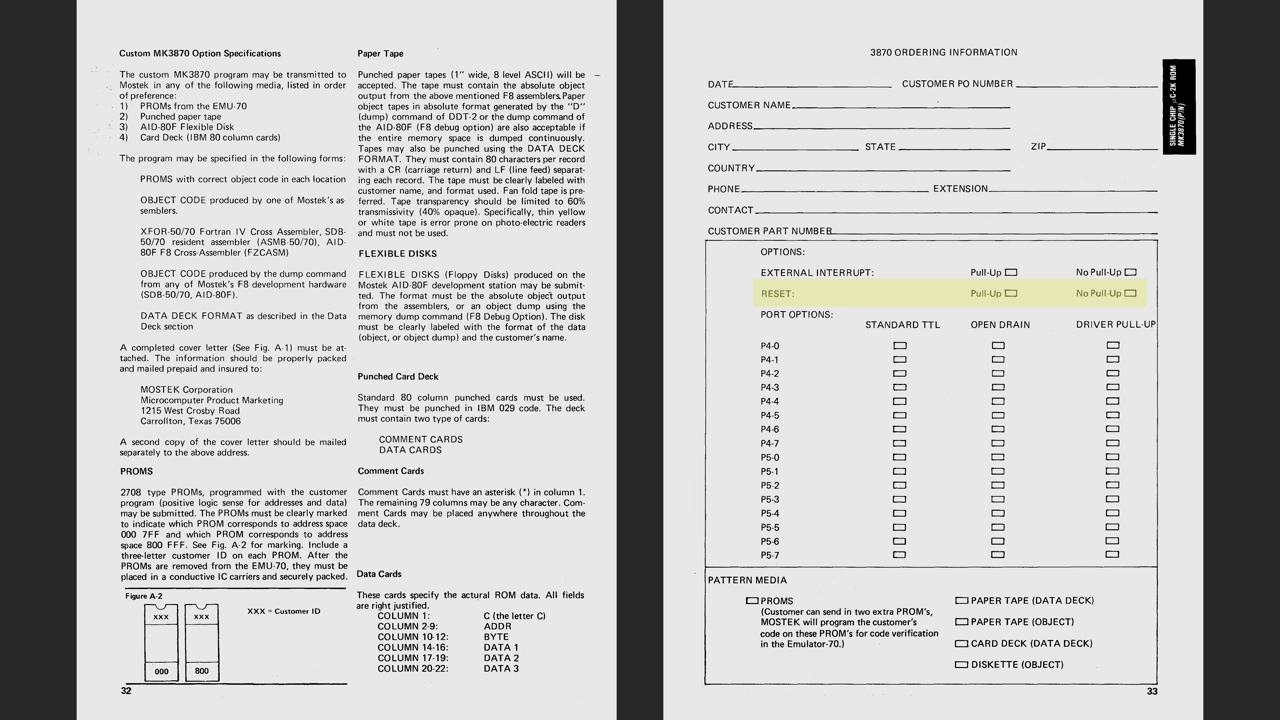 Custom MK3870 Option Specifications
The custom MK3870 program may be transmitted to
Mostek in any of the following media, listed in order
of preference:
1) PROMs from the EMU-70
2) Punched paper tape
3) AID-80F Flexible Disk
4) Card Deck (IBM 80 column cards)
The program may be specified in the following forms:
PROMS with correct object code in each location
OBJECT CODE produced by one of Mostek's as-
semblers.
XFOR-50/70 Fortran IV Cross Assembler, SDB-
50/70 resident assembler (ASMB-50/70), AID-
80F F8 Cross-Assembler (FZCASM)
OBJECT CODE produced by the dump command
from any of Mostek's F8 development hardware
(SDB-50/70, AID-80F).
DATA DECK FORMAT as described in the Data
Deck section
A completed cover letter (See Fig. A-1) must be at-
tached. The information should be properly packed
and mailed prepaid and insured to:
MOSTEK Corporation
Microcomputer Product Marketing
1215 West Crosby Road
Carrollton, Texas 75006
A second copy of the cover letter should be mailed
separately to the above address.
PROMS
2708 type PROMs, programmed with the customer
program (positive logic sense for addresses and data)
may be submitted. The PROMs must be clearly marked
to indicate which PROM corresponds to address space
000 7FF and which PROM corresponds to address
space 800 FFF. See Fig. A-2 for marking. Include a
three-letter customer ID on each PROM. After the
PROMs are removed from the EMU-70, they must be
placed in a conductive IC carriers and securely packed.
Figure A-2
XXX XXX XXX = Customer ID
000 800
32
Paper Tape
Punched paper tapes (1" wide, 8 level ASCII) will be
accepted. The tape must contain the absolute object
output from the above mentioned F8 assemblers. Paper
object tapes in absolute format generated by the "D"
(dump) command of DDT-2 or the dump command of
the AID-80F (F8 debug option) are also acceptable if
the entire memory space is dumped continously.
Tapes may also be punched using the DATA DECK
FORMAT. They must contain 80 characters per record
with a CR (carriage return) and LF (line feed) separat-
ing each record. The tape must be clearly labeled with
customer name, and format used. Fan fold tape is pre-
ferred. Tape transparency should be limited to 60%
transmissivity (40% opaque). Specifically, thin yellow
or white tape is error prone on photo-electric readers
and must not be used.
FLEXIBLE DISKS
FLEXIBLE DISKS (Floppy Disks) produced on the
Mostek AID-80F development station may be submit-
ted. The format must be the absolute object output
from the assemblers, or an object dump using the
memory dump command (F8 Debug Option). The disk
must be clearly labeled with the format of the data
(object, or object dump) and the customer's name.
Punched Card Deck
Standard 80 column punched cards must be used.
They must be punched in IBM 029 code. The deck
must contain two type of cards:
COMMENT CARDS
DATA CARDS
Comment Cards
Comment Cards must have an asterisk (*) in column 1.
The remaining 79 columns may be any character. Com-
ment Cards may be placed anywhere throughout the
data deck.
Data Cards
These cards specify the actural ROM data. All fields
are right justified.
COLUMN 1: C (the letter C)
COLUMN 2-9: ADDR
COLUMN 10-12: BYTE
COLUMN 14-16: DATA 1
COLUMN 17-19: DATA 2
COLUMN 20-22: DATA 3
3870 ORDERING INFORMATION
SINGLE CHIP μC-2K ROM
MK3870(P/N)
DATE CUSTOMER PO NUMBER
CUSTOMER NAME
ADDRESS
CITY STATE ZIP
COUNTRY
PHONE EXTENSION
CONTACT
CUSTOMER PART NUMBER
OPTIONS:
EXTERNAL INTERRUPT: Pull-Up No Pull-Up
RESET: Pull-Up No Pull-Up
PORT OPTIONS:
STANDARD TTL OPEN DRAIN DRIVER PULL-UP
P4-0
P4-1
P4-2
P4-3
P4-4
P4-5
P4-6
P4-7
P5-0
P5-1
P5-2
P5-3
P5-4
P5-5
P5-6
P5-7
PATTERN MEDIA
PROMS
(Customer can send in two extra PROM's,
MOSTEK will program the customer's
code on these PROM's for code verification
in the Emulator-70.)
PAPER TAPE (DATA DECK)
PAPER TAPE (OBJECT)
CARD DECK (DATA DECK)
DISKETTE (OBJECT)
33